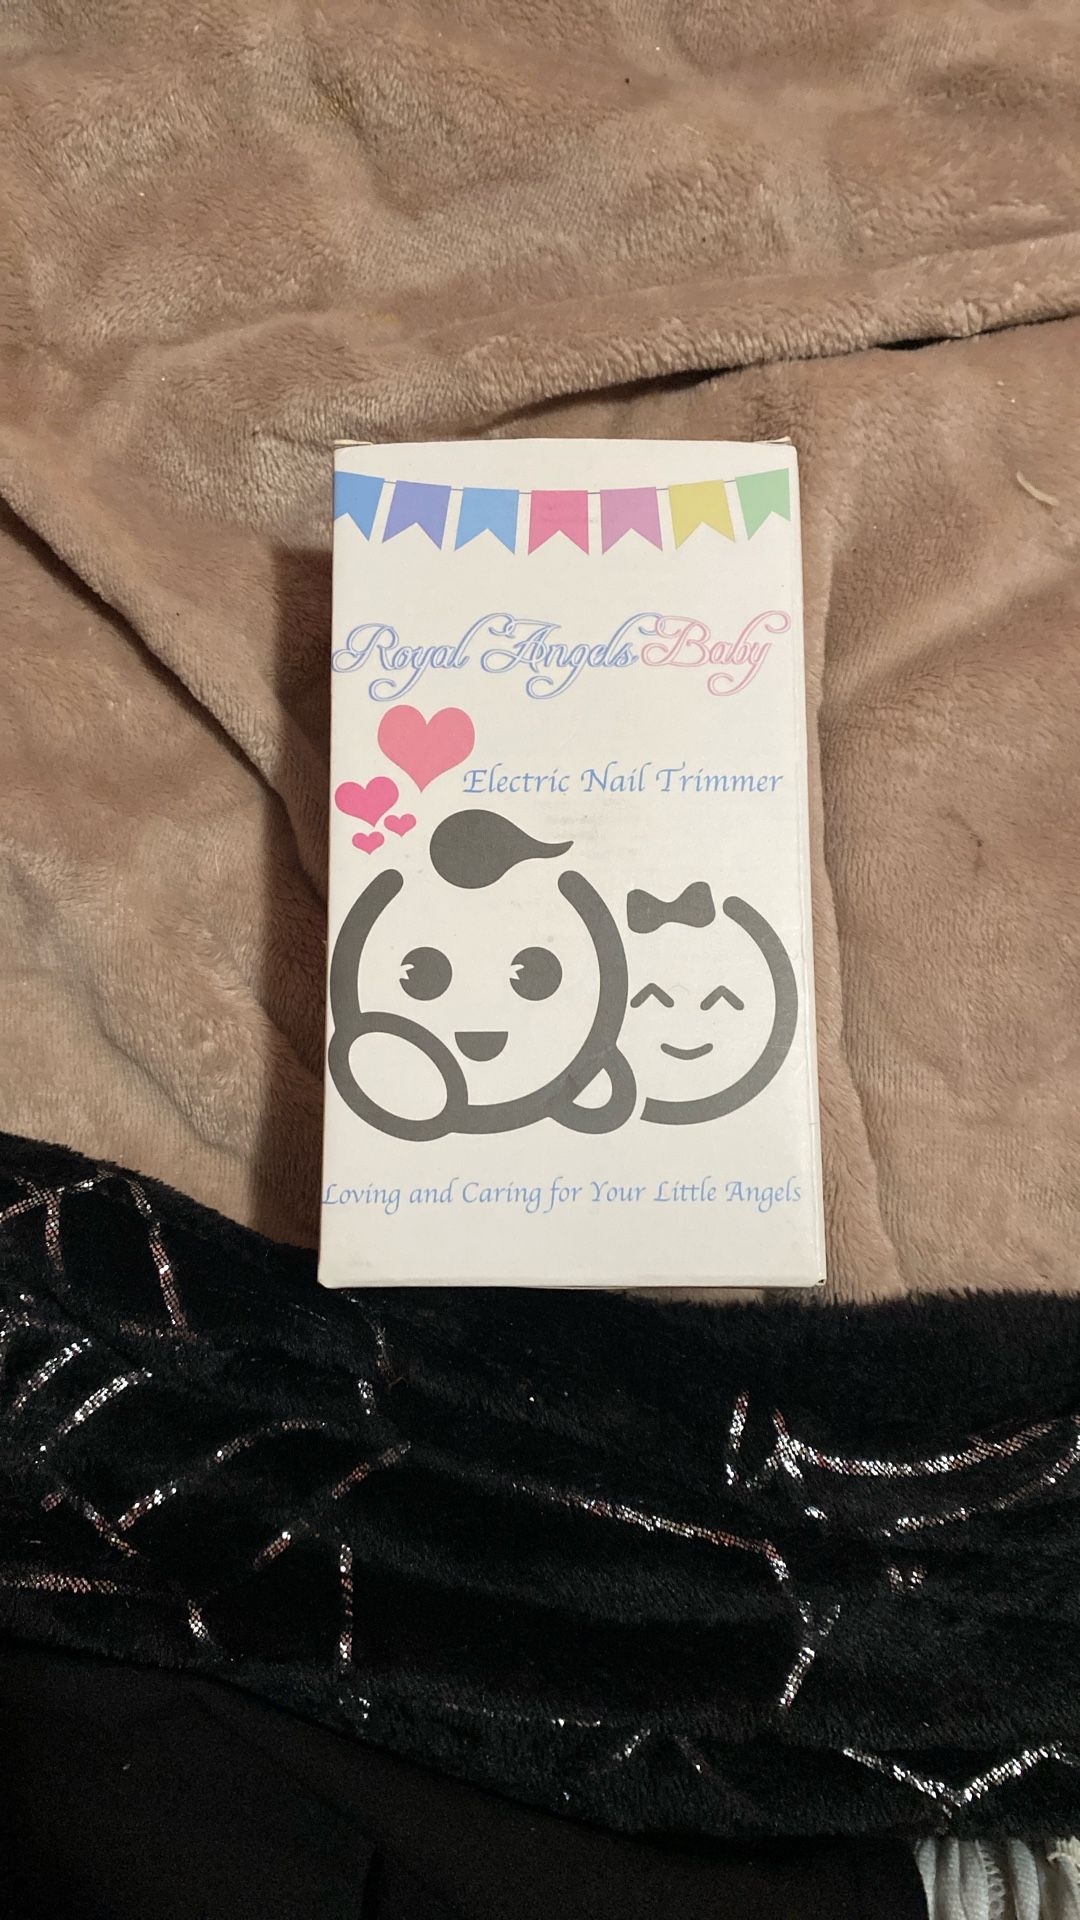 Royal Angels Baby
Electric Nail Trimmer
Loving and Caring for Your Little Angels